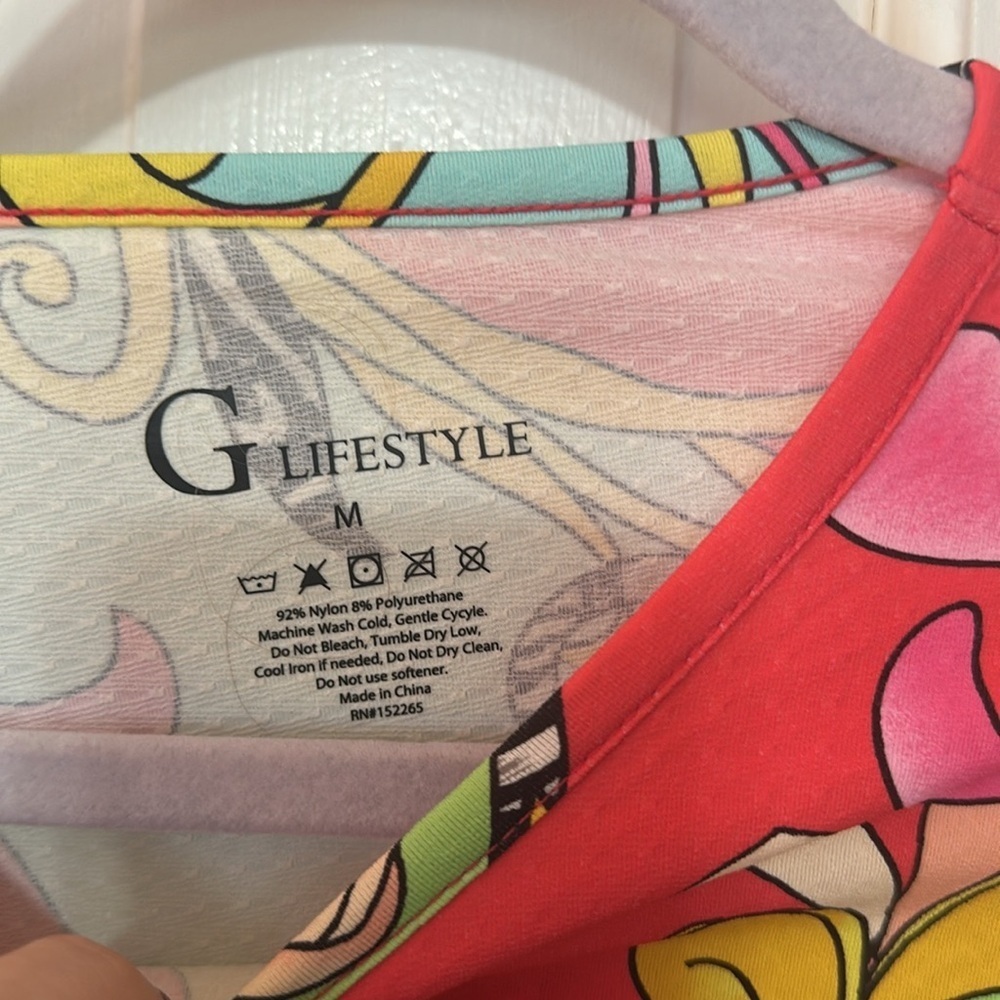 G LIFESTYLE
M
92% Nylon 8% Polyurethane
Machine Wash Cold, Gentle Cycyle.
Do Not Bleach, Tumble Dry Low,
Cool Iron if needed, Do Not Dry Clean,
Do Not use softener.
Made in China
RN#152265